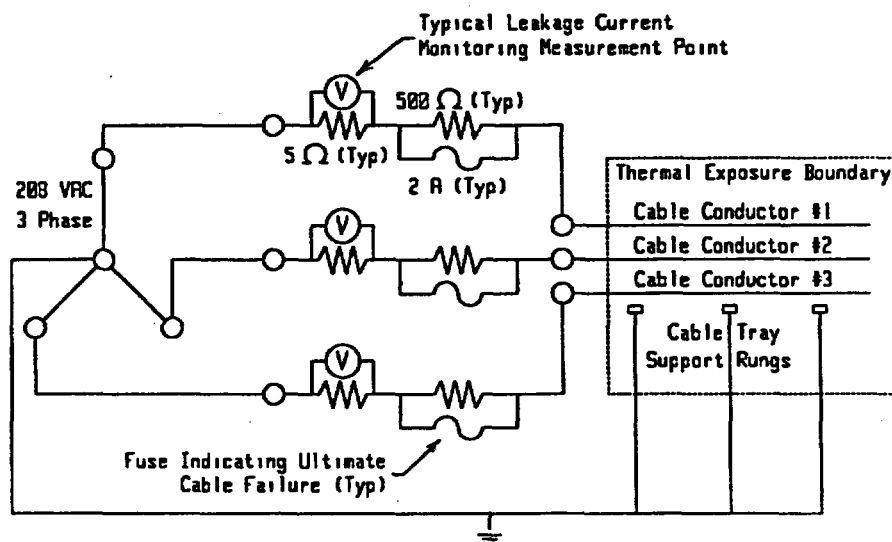 Typical Leakage Current
Monitoring Measurement Point
V
500 Ω (Typ)
5 Ω (Typ)
2 A (Typ)
208 VAC
3 Phase
Thermal Exposure Boundary
Cable Conductor #1
V
Cable Conductor #2
Cable Conductor #3
Cable Tray
Support Rungs
V
Fuse Indicating Ultimate
Cable Failure (Typ)